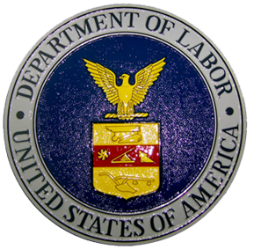 DEPARTMENT OF LABOR
UNITED STATES OF AMERICA